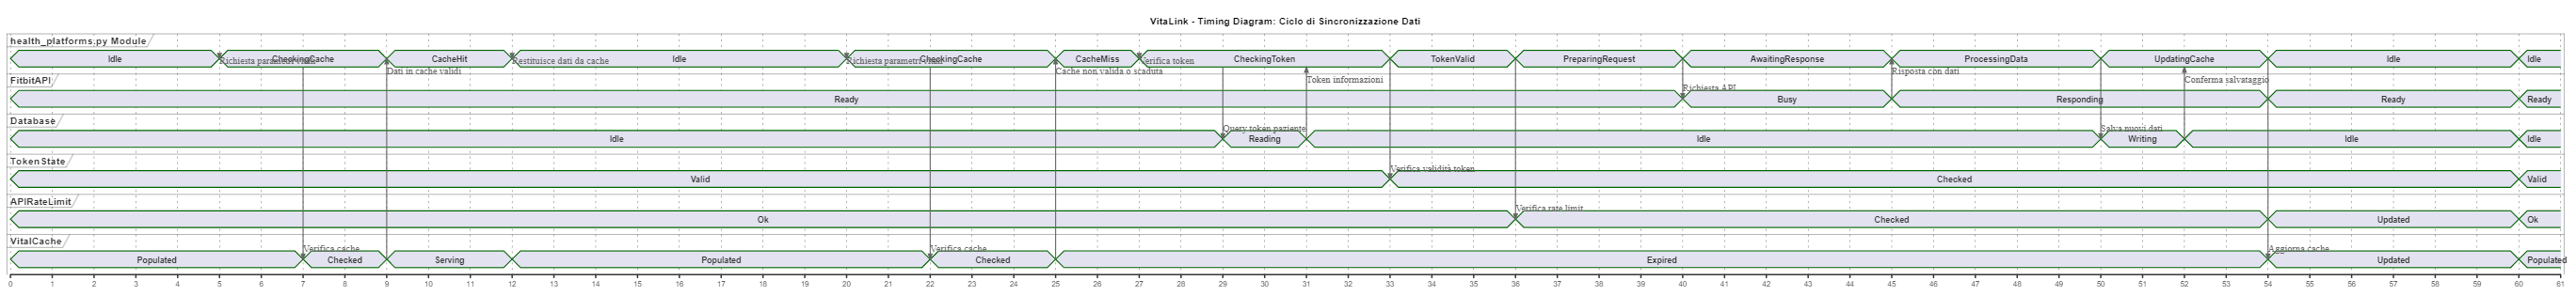 VitaLink - Timing Diagram: Ciclo di Sincronizzazione Dati
health_platforms.py Module
Idle CheckingCache CacheHit Idle CheckingCache CacheMiss CheckingToken TokenValid PreparingRequest AwaitingResponse ProcessingData UpdatingCache Idle Idle
Richiesta parametri vitali Restituisce dati da cache Richiesta parametri vitali Verifica token
Dati in cache validi Cache non valida o scaduta Risposta con dati
Token informazioni Conferma salvataggio
FitbitAPI
Richiesta API
Ready Busy Responding Ready Ready
Database
Query token paziente Salva nuovi dati
Idle Reading Idle Writing Idle Idle
TokenState
Verifica validità token
Valid Checked Valid
APIRateLimit
Verifica rate limit
Ok Checked Updated Ok
VitalCache
Verifica cache Verifica cache Aggiorna cache
Populated Checked Serving Populated Checked Expired Updated Populated
0 1 2 3 4 5 6 7 8 9 10 11 12 13 14 15 16 17 18 19 20 21 22 23 24 25 26 27 28 29 30 31 32 33 34 35 36 37 38 39 40 41 42 43 44 45 46 47 48 49 50 51 52 53 54 55 56 57 58 59 60 61